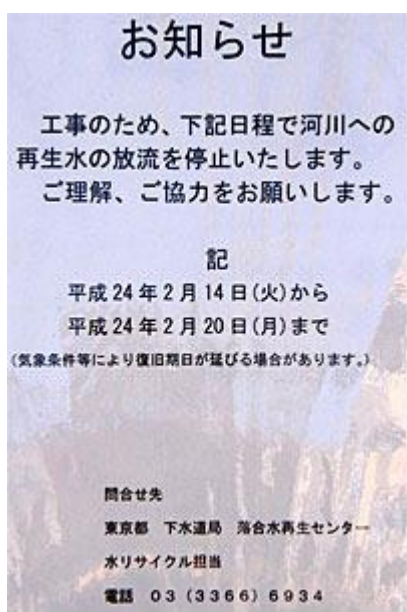 お知らせ
工事のため、下記日程で河川への
再生水の放流を停止いたします。
ご理解、ご協力をお願いします。
記
平成24年2月14日(火)から
平成24年2月20日(月)まで
(気象条件等により復旧期日が延びる場合があります。)
問合せ先
東京都 下水道局 落合水再生センター
水リサイクル担当
電話 03(3366)6934